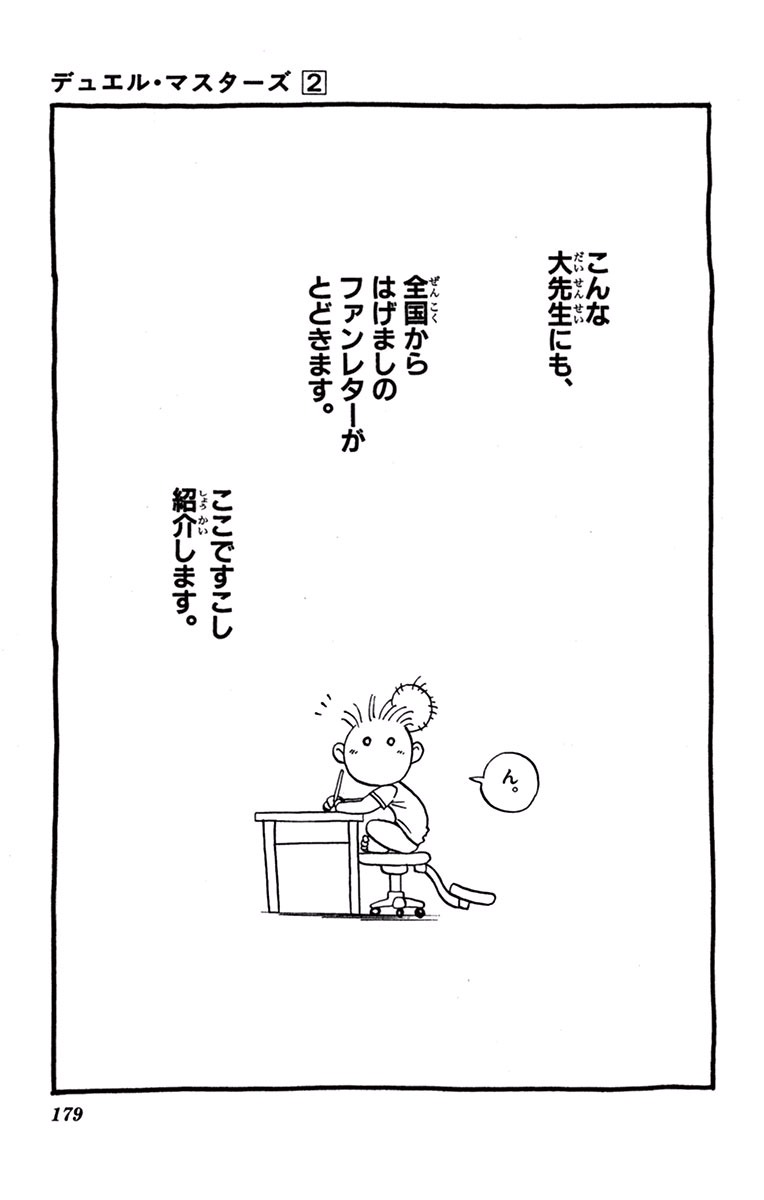 デュエル・マスターズ 2
こんな
大先生にも、
全国から
はげましの
ファンレターが
とどきます。
ここですこし
紹介します。
ん。
179